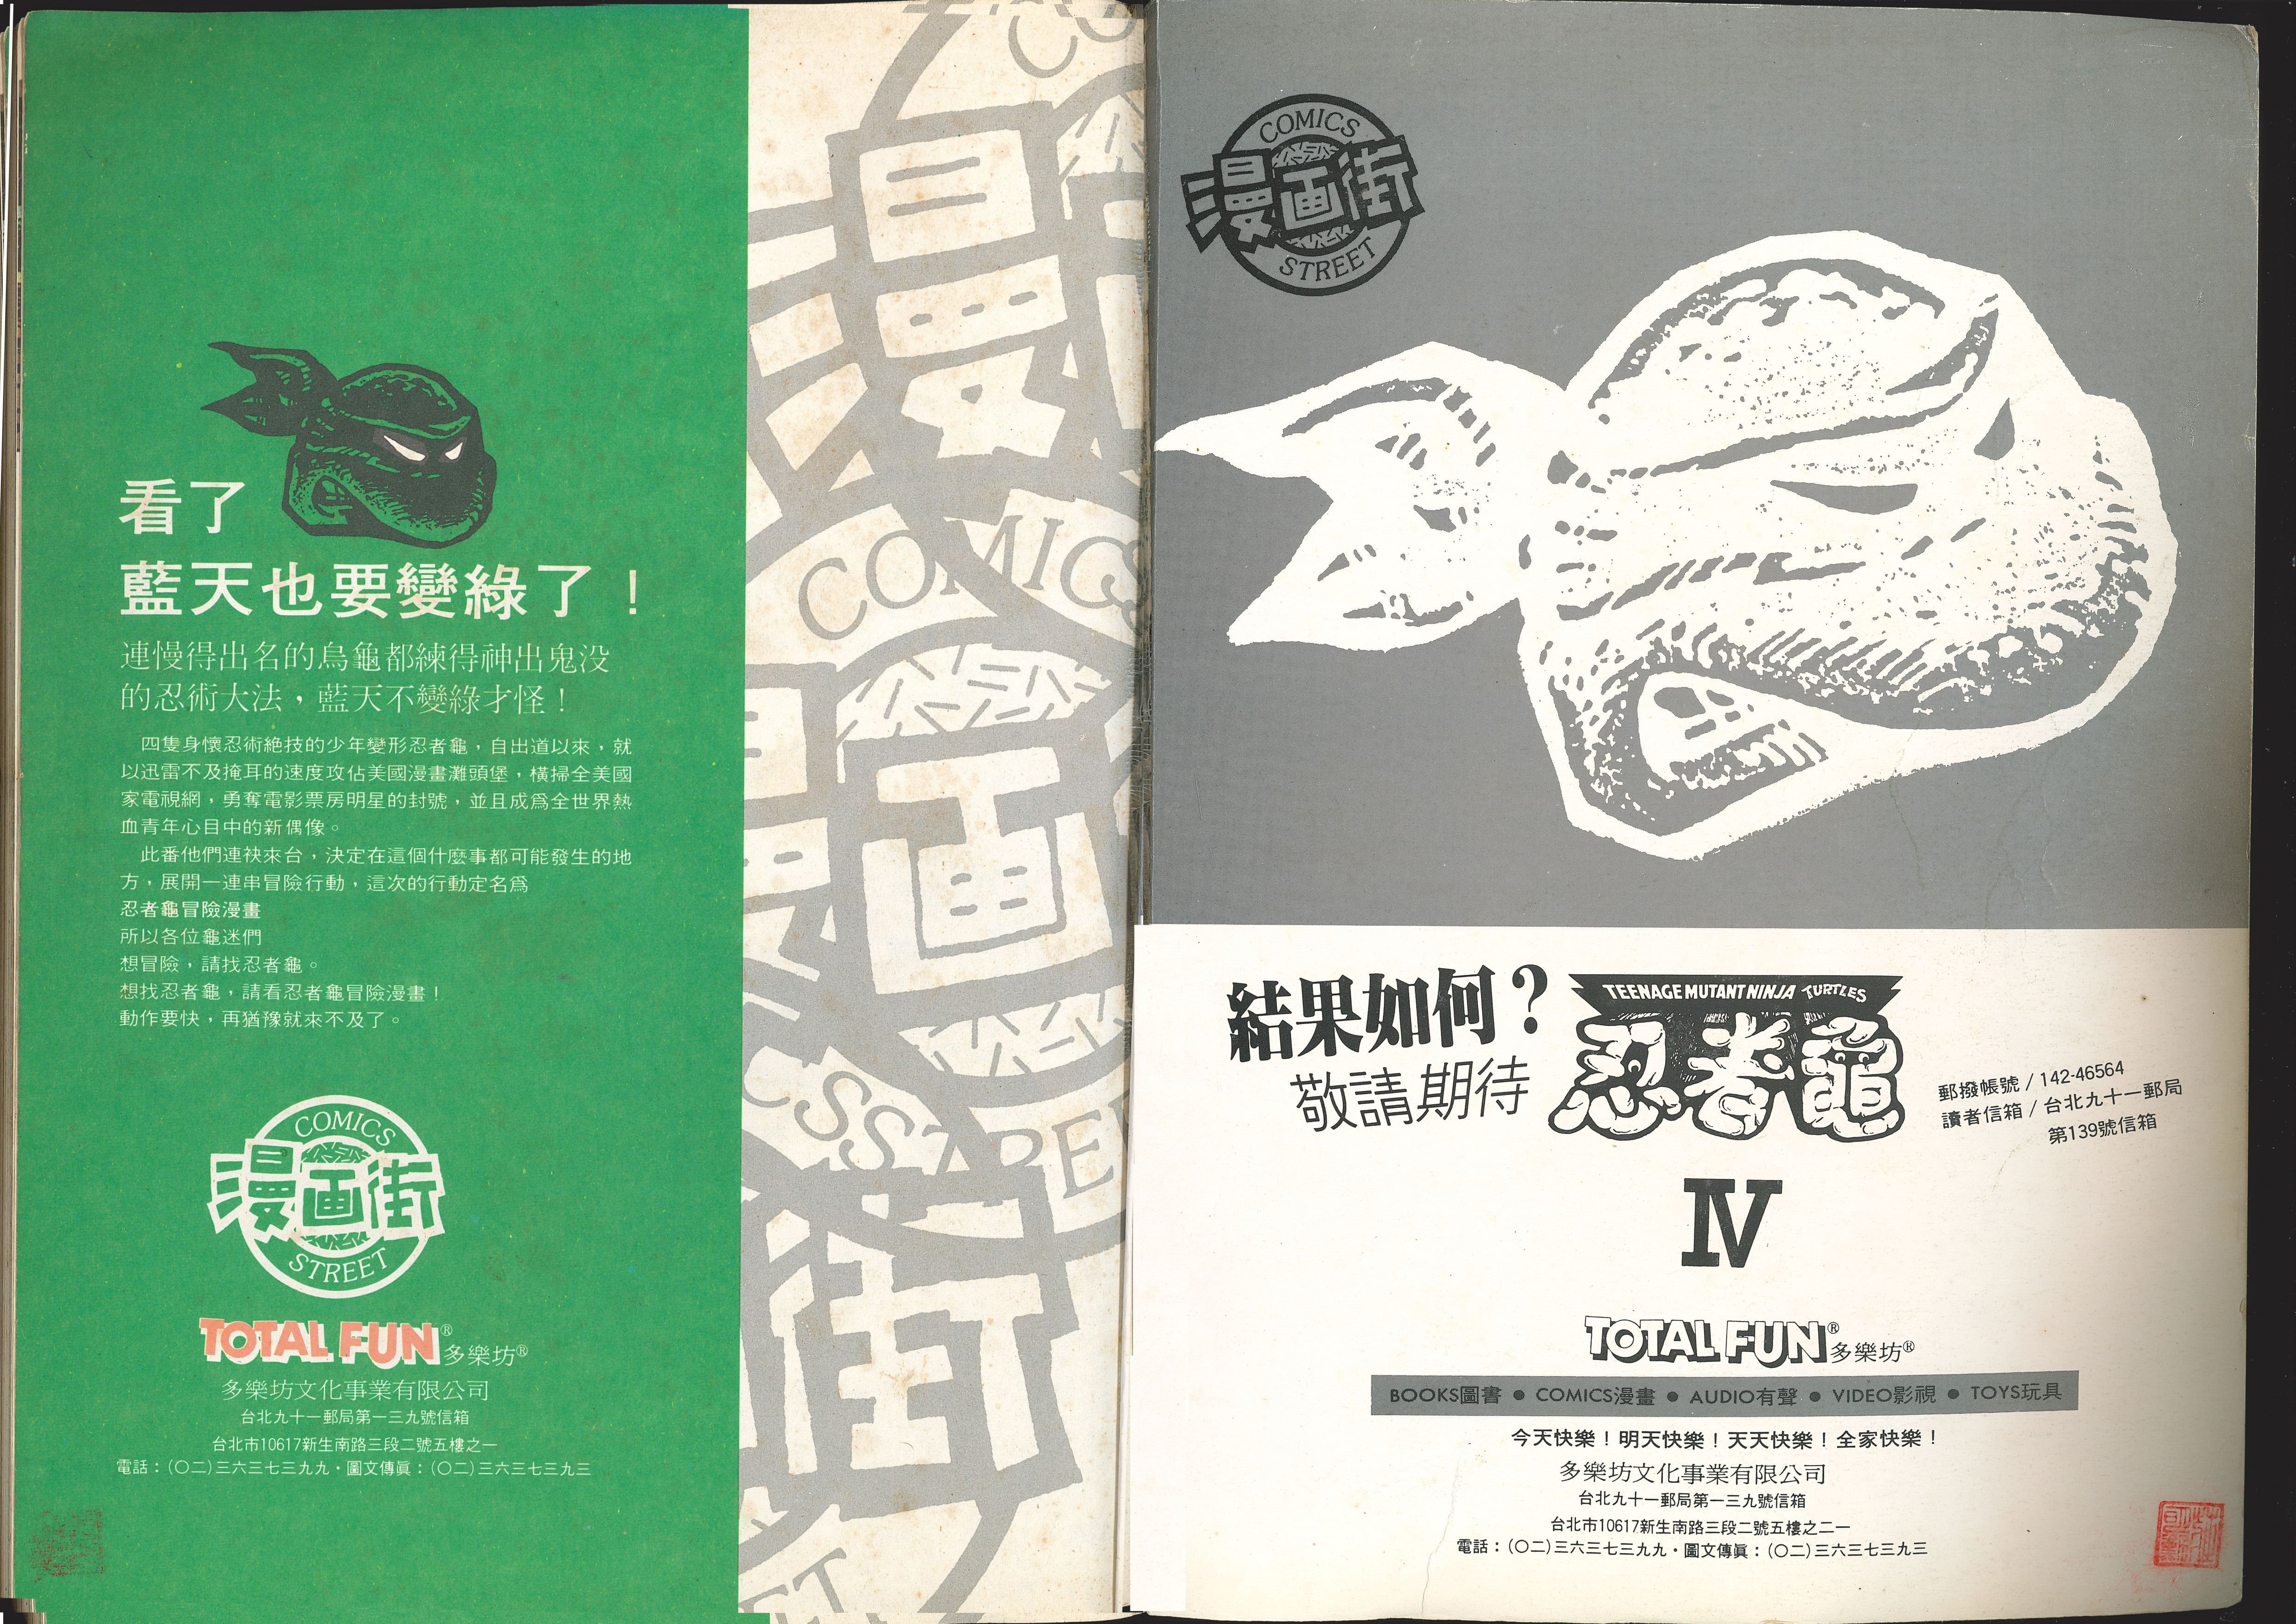 看了
藍天也要變綠了！
連慢得出名的烏龜都練得神出鬼没
的忍術大法，藍天不變綠才怪！
四隻身懷忍術絶技的少年變形忍者龜，自出道以來，就
以迅雷不及掩耳的速度攻佔美國漫畫灘頭堡，橫掃全美國
家電視網，勇奪電影票房明星的封號，並且成爲全世界熱
血青年心目中的新偶像。
此番他們連袂來台，決定在這個什麼事都可能發生的地
方，展開一連串冒險行動，這次的行動定名爲
忍者龜冒險漫畫
所以各位龜迷們
想冒險，請找忍者龜。
想找忍者龜，請看忍者龜冒險漫畫！
動作要快，再猶豫就來不及了。
COMICS
漫画街
STREET
TOTAL FUN®多樂坊®
多樂坊文化事業有限公司
台北九十一郵局第一三九號信箱
台北市10617新生南路三段二號五樓之一
電話：(○二)三六三七三九九・圖文傳眞：(○二)三六三七三九三
漫
COMICS
画
街
COMICS
漫画街
STREET
結果如何？
敬請期待
TEENAGE MUTANT NINJA TURTLES
忍者龜
郵撥帳號 / 142-46564
讀者信箱 / 台北九十一郵局
第139號信箱
IV
TOTAL FUN®多樂坊®
BOOKS圖書 ● COMICS漫畫 ● AUDIO有聲 ● VIDEO影視 ● TOYS玩具
今天快樂！明天快樂！天天快樂！全家快樂！
多樂坊文化事業有限公司
台北九十一郵局第一三九號信箱
台北市10617新生南路三段二號五樓之二一
電話：(○二)三六三七三九九・圖文傳眞：(○二)三六三七三九三